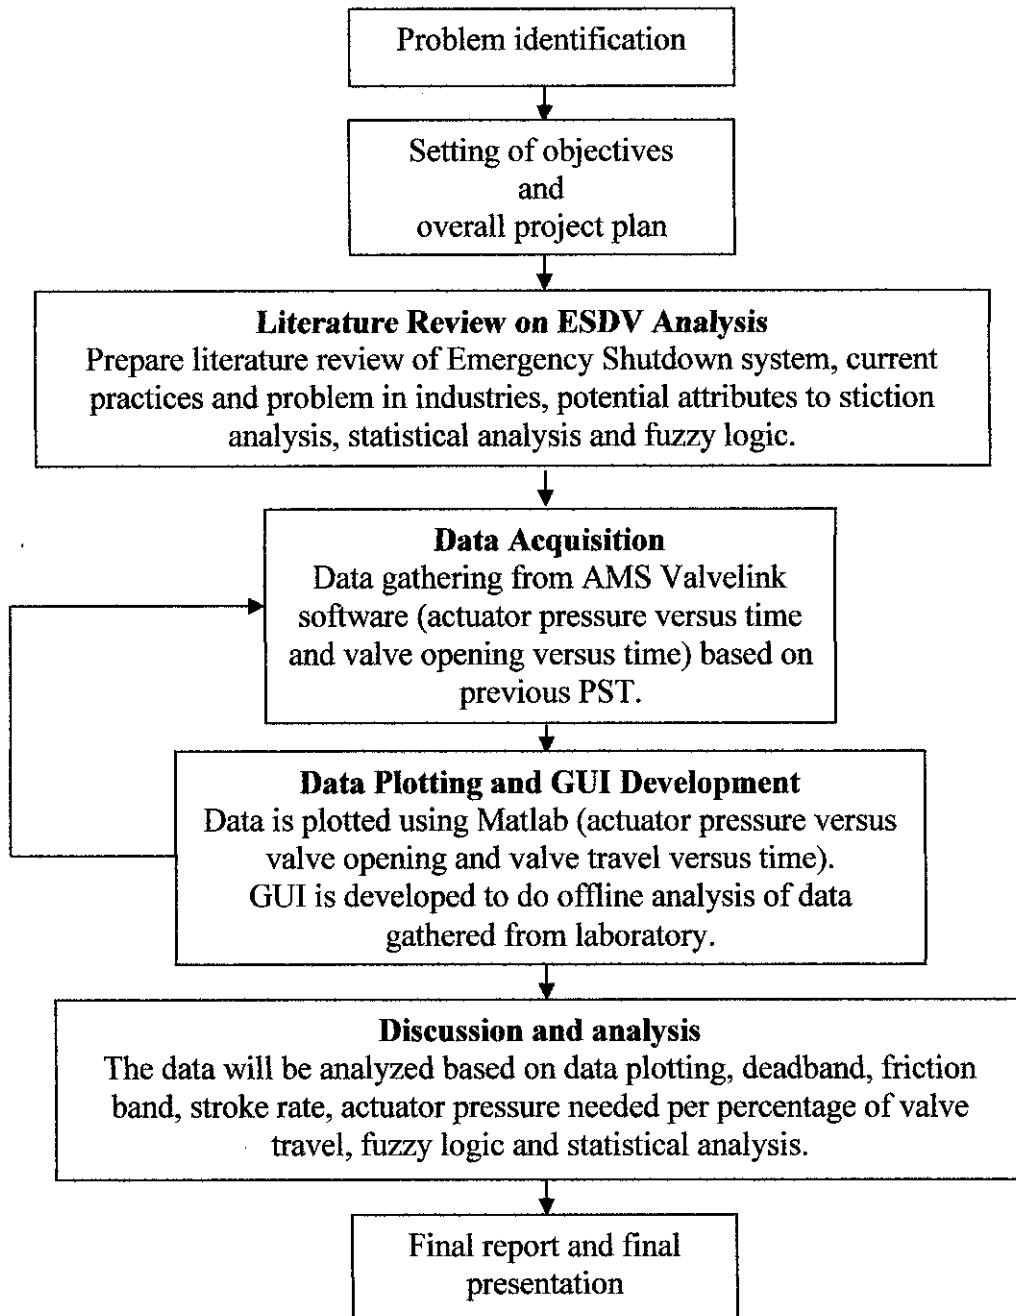 Problem identification
Setting of objectives
and
overall project plan
Literature Review on ESDV Analysis
Prepare literature review of Emergency Shutdown system, current
practices and problem in industries, potential attributes to stiction
analysis, statistical analysis and fuzzy logic.
Data Acquisition
Data gathering from AMS Valvelink
software (actuator pressure versus time
and valve opening versus time) based on
previous PST.
Data Plotting and GUI Development
Data is plotted using Matlab (actuator pressure versus
valve opening and valve travel versus time).
GUI is developed to do offline analysis of data
gathered from laboratory.
Discussion and analysis
The data will be analyzed based on data plotting, deadband, friction
band, stroke rate, actuator pressure needed per percentage of valve
travel, fuzzy logic and statistical analysis.
Final report and final
presentation